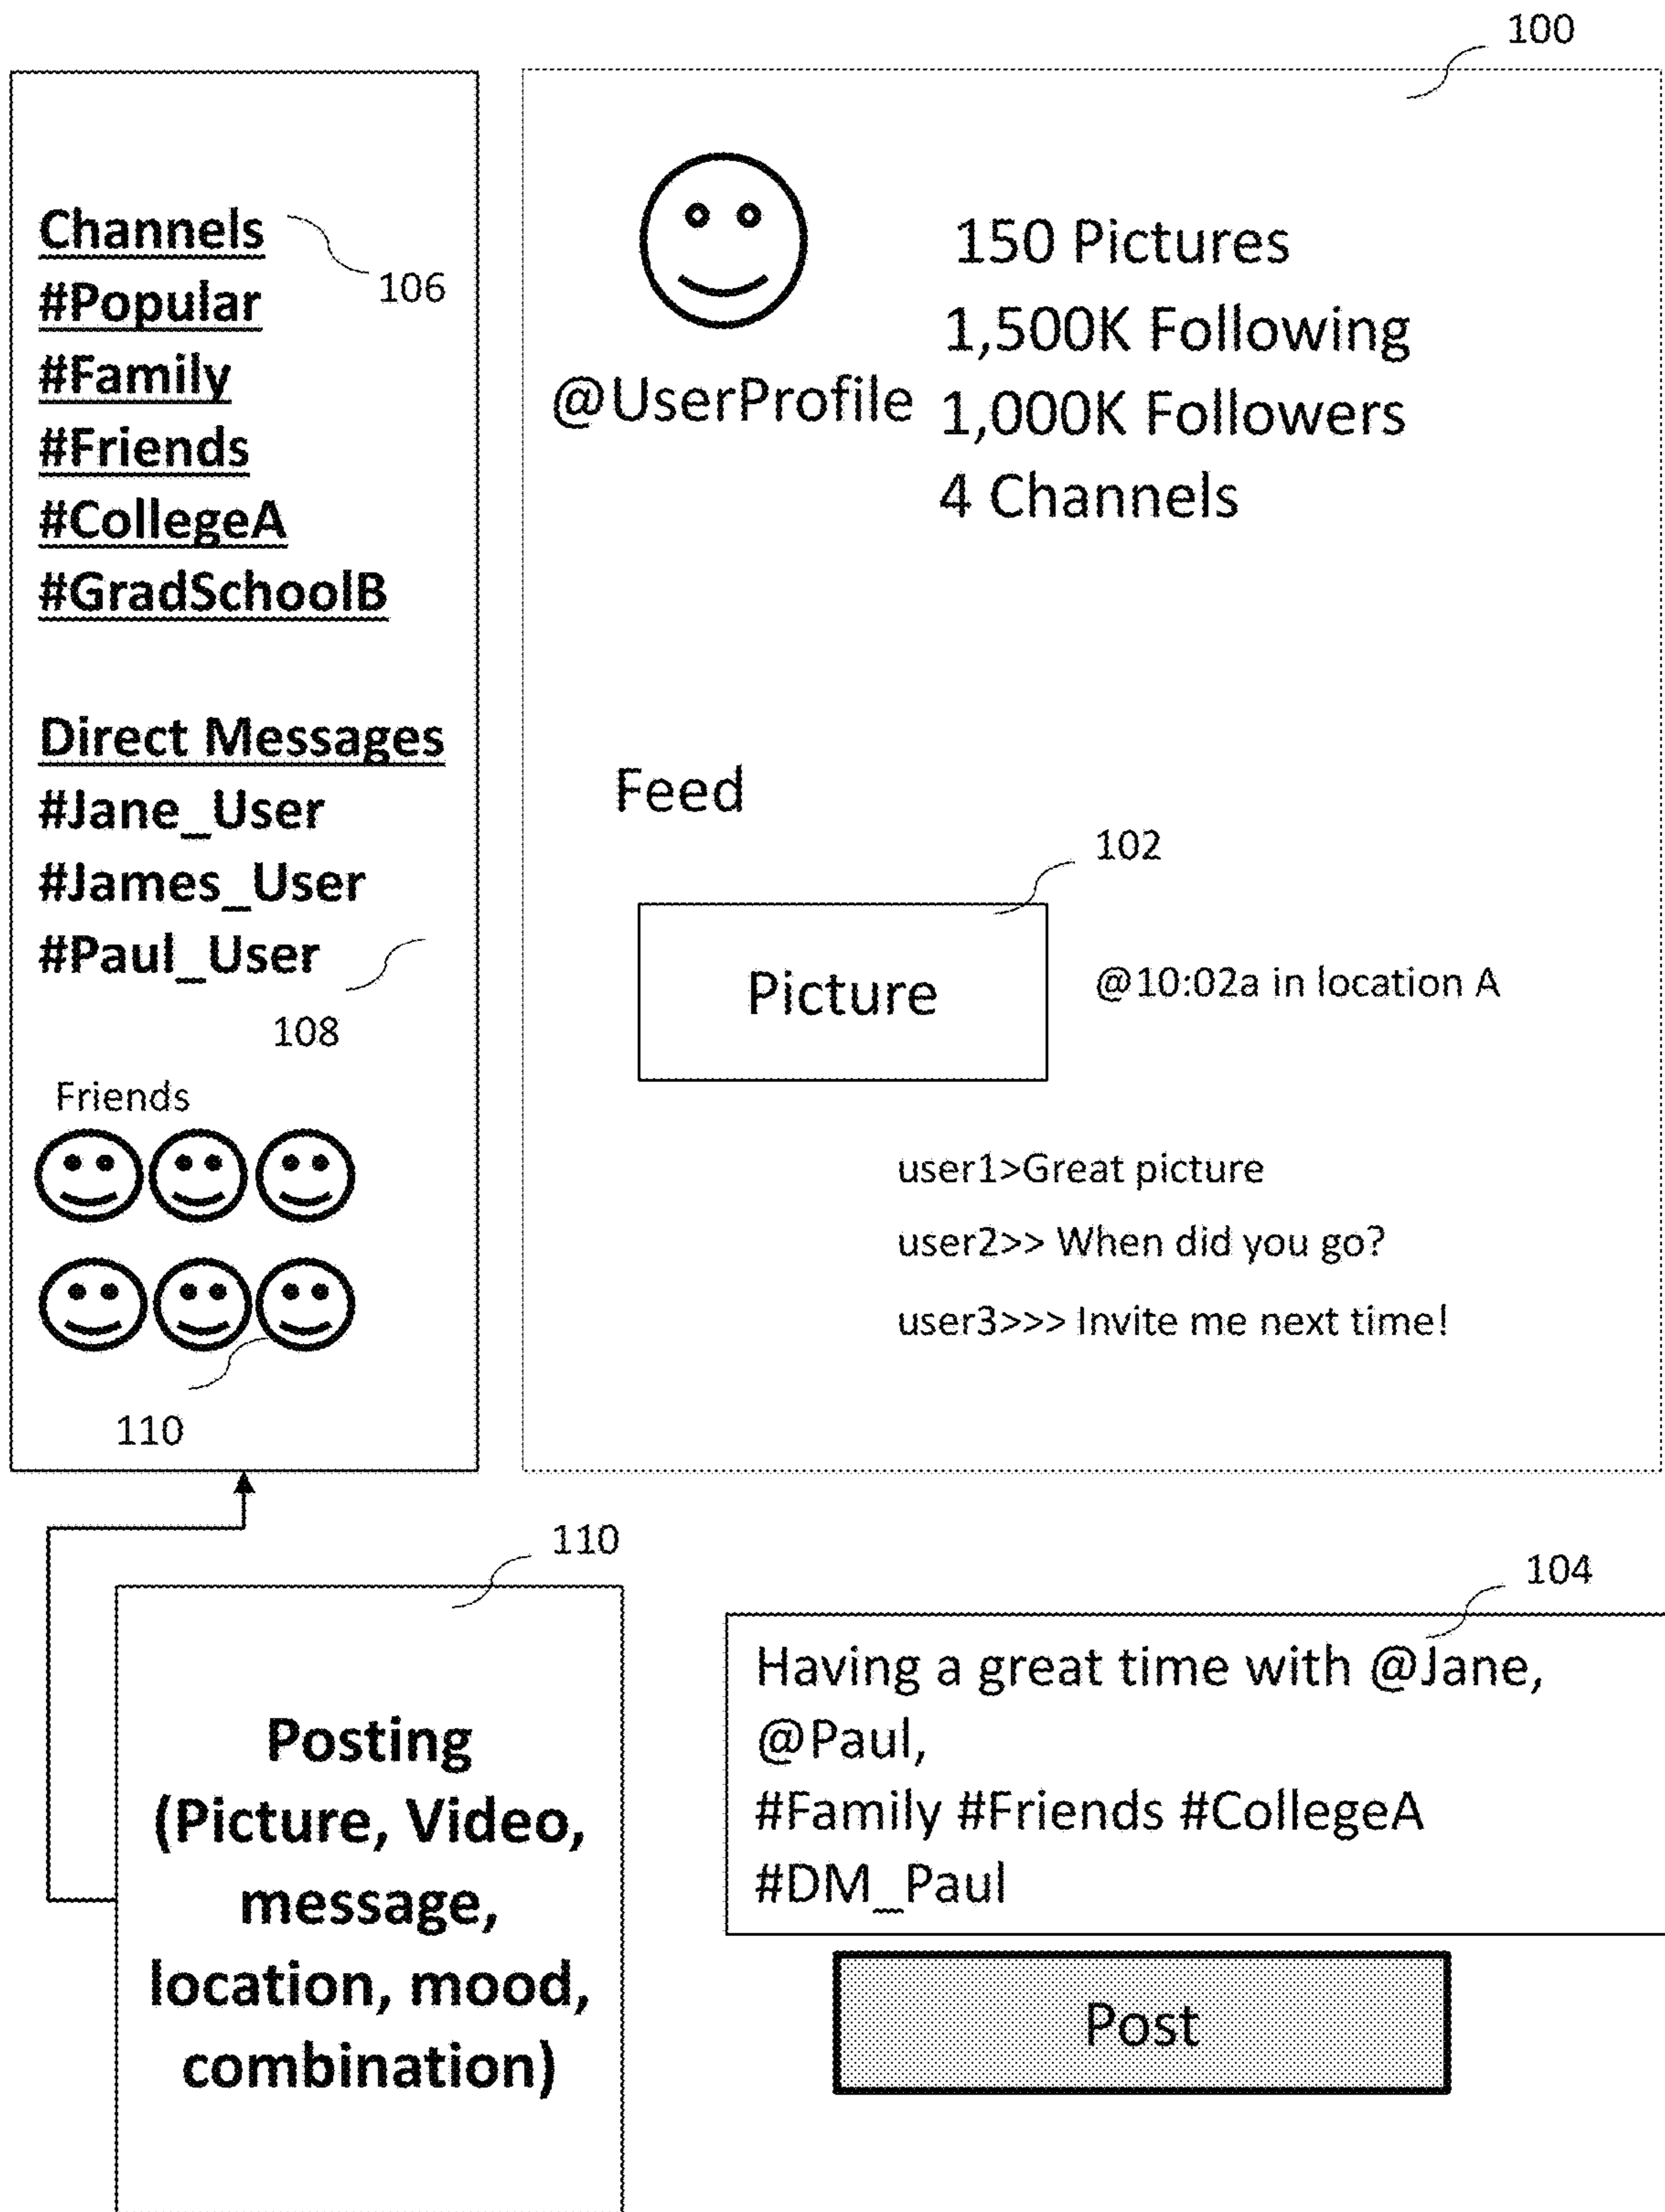 100
Channels
106
#Popular
#Family
#Friends
#CollegeA
#GradSchoolB
Direct Messages
#Jane_User
#James_User
#Paul_User
108
Friends
110
@UserProfile
150 Pictures
1,500K Following
1,000K Followers
4 Channels
Feed
102
Picture
@10:02a in location A
user1>Great picture
user2>> When did you go?
user3>>> Invite me next time!
110
Posting
(Picture, Video,
message,
location, mood,
combination)
104
Having a great time with @Jane,
@Paul,
#Family #Friends #CollegeA
#DM_Paul
Post